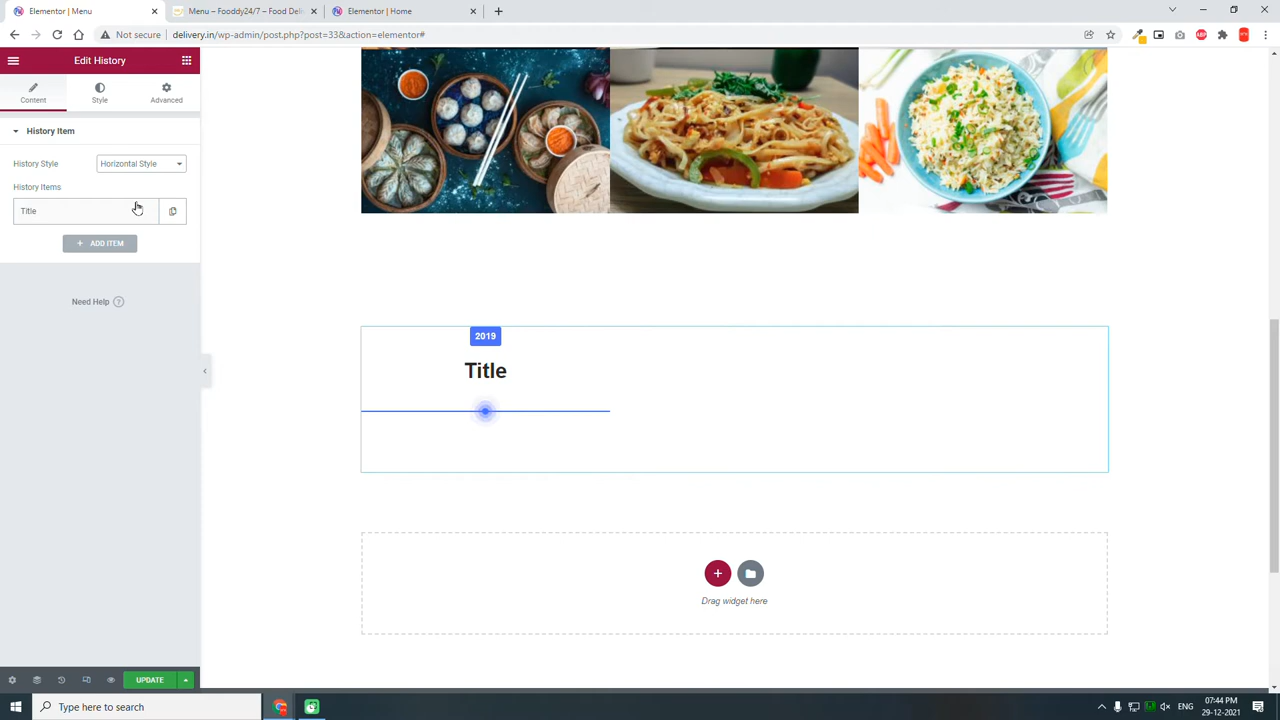 Elementor | Menu
Menu – Fooddy24/7 – Food Deli
Elementor | Home
Not secure | delivery.in/wp-admin/post.php?post=33&action=elementor#
Edit History
Content
Style
Advanced
History Item
History Style
Horizontal Style
History Items
Title
+ ADD ITEM
Need Help ?
2019
Title
Drag widget here
UPDATE
Type here to search
ENG
07:44 PM
29-12-2021